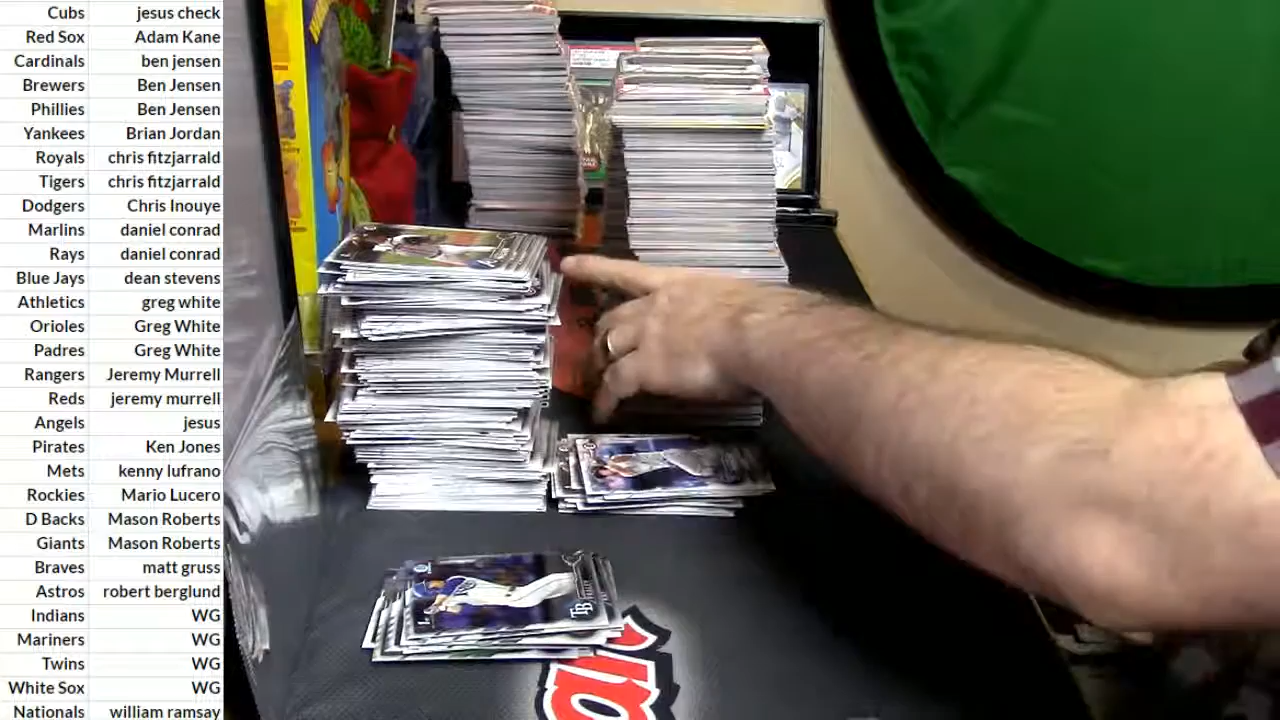 Cubs jesus check
Red Sox Adam Kane
Cardinals ben jensen
Brewers Ben Jensen
Phillies Ben Jensen
Yankees Brian Jordan
Royals chris fitzjarrald
Tigers chris fitzjarrald
Dodgers Chris Inouye
Marlins daniel conrad
Rays daniel conrad
Blue Jays dean stevens
Athletics greg white
Orioles Greg White
Padres Greg White
Rangers Jeremy Murrell
Reds jeremy murrell
Angels jesus
Pirates Ken Jones
Mets kenny lufrano
Rockies Mario Lucero
D Backs Mason Roberts
Giants Mason Roberts
Braves matt gruss
Astros robert berglund
Indians WG
Mariners WG
Twins WG
White Sox WG
Nationals william ramsay
TB